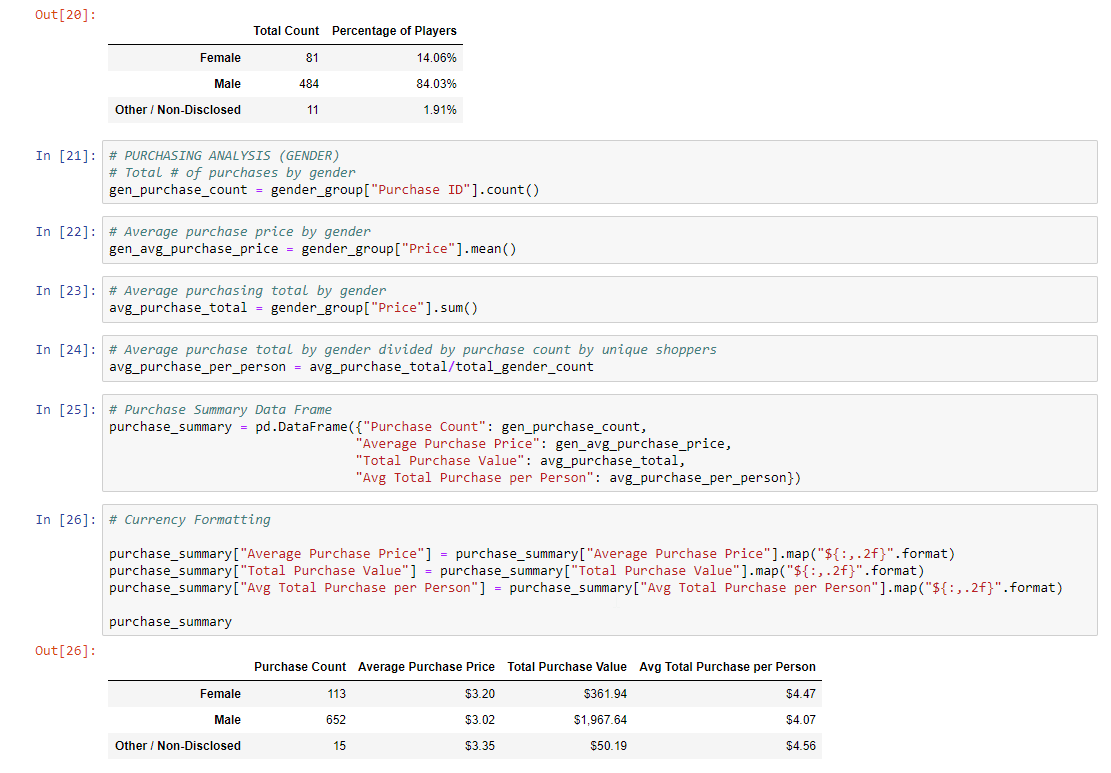 Out[20]:
Total Count Percentage of Players
Female 81 14.06%
Male 484 84.03%
Other / Non-Disclosed 11 1.91%
In [21]: # PURCHASING ANALYSIS (GENDER)
# Total # of purchases by gender
gen_purchase_count = gender_group["Purchase ID"].count()
In [22]: # Average purchase price by gender
gen_avg_purchase_price = gender_group["Price"].mean()
In [23]: # Average purchasing total by gender
avg_purchase_total = gender_group["Price"].sum()
In [24]: # Average purchase total by gender divided by purchase count by unique shoppers
avg_purchase_per_person = avg_purchase_total/total_gender_count
In [25]: # Purchase Summary Data Frame
purchase_summary = pd.DataFrame({"Purchase Count": gen_purchase_count,
"Average Purchase Price": gen_avg_purchase_price,
"Total Purchase Value": avg_purchase_total,
"Avg Total Purchase per Person": avg_purchase_per_person})
In [26]: # Currency Formatting
purchase_summary["Average Purchase Price"] = purchase_summary["Average Purchase Price"].map("${:,.2f}".format)
purchase_summary["Total Purchase Value"] = purchase_summary["Total Purchase Value"].map("${:,.2f}".format)
purchase_summary["Avg Total Purchase per Person"] = purchase_summary["Avg Total Purchase per Person"].map("${:,.2f}".format)
purchase_summary
Out[26]:
Purchase Count Average Purchase Price Total Purchase Value Avg Total Purchase per Person
Female 113 $3.20 $361.94 $4.47
Male 652 $3.02 $1,967.64 $4.07
Other / Non-Disclosed 15 $3.35 $50.19 $4.56